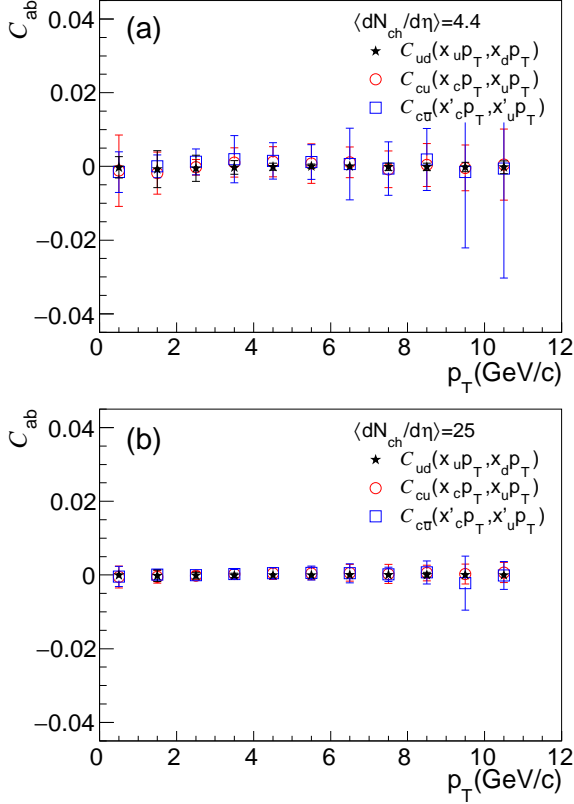 (a)
⟨dN_ch/dη⟩=4.4
C_ud(x_u p_T, x_d p_T)
C_cu(x_c p_T, x_u p_T)
C_cū(x'_c p_T, x'_u p_T)
C_ab
0.04
0.02
0
−0.02
−0.04
0 2 4 6 8 10 12
p_T(GeV/c)
(b)
⟨dN_ch/dη⟩=25
C_ud(x_u p_T, x_d p_T)
C_cu(x_c p_T, x_u p_T)
C_cū(x'_c p_T, x'_u p_T)
C_ab
0.04
0.02
0
−0.02
−0.04
0 2 4 6 8 10 12
p_T(GeV/c)